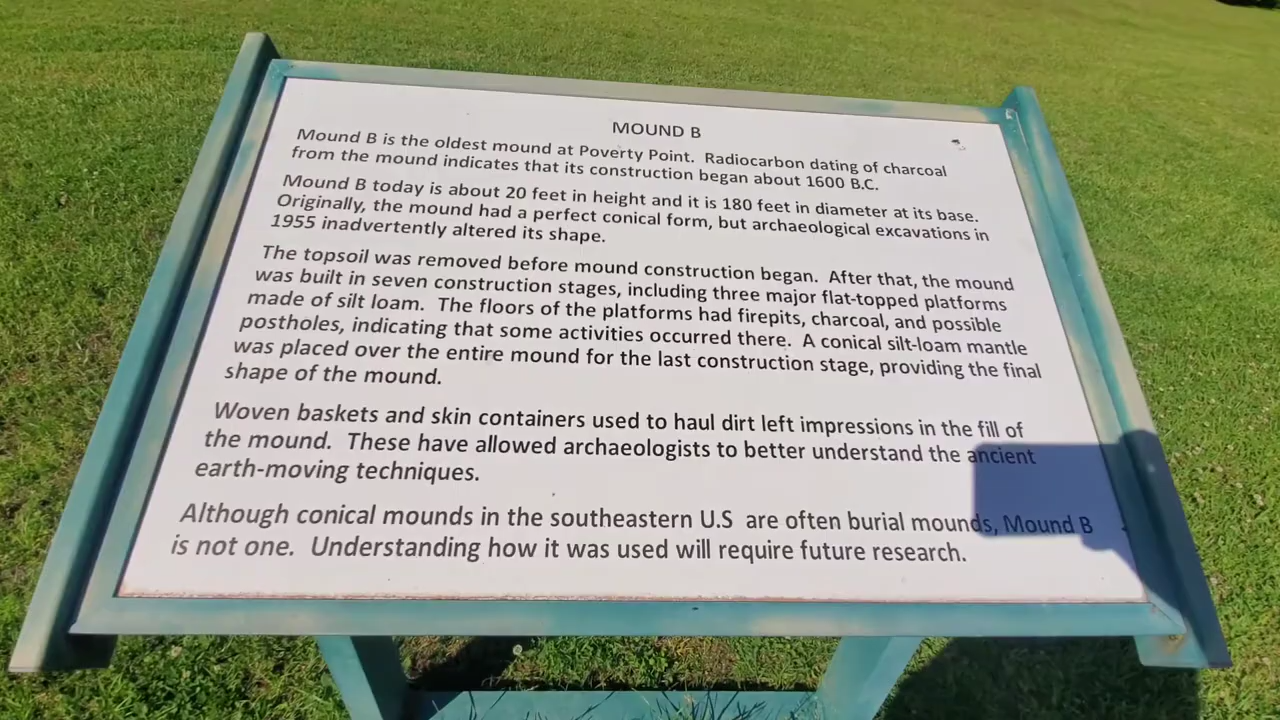 MOUND B
Mound B is the oldest mound at Poverty Point. Radiocarbon dating of charcoal
from the mound indicates that its construction began about 1600 B.C.
Mound B today is about 20 feet in height and it is 180 feet in diameter at its base.
Originally, the mound had a perfect conical form, but archaeological excavations in
1955 inadvertently altered its shape.
The topsoil was removed before mound construction began. After that, the mound
was built in seven construction stages, including three major flat-topped platforms
made of silt loam. The floors of the platforms had firepits, charcoal, and possible
postholes, indicating that some activities occurred there. A conical silt-loam mantle
was placed over the entire mound for the last construction stage, providing the final
shape of the mound.
Woven baskets and skin containers used to haul dirt left impressions in the fill of
the mound. These have allowed archaeologists to better understand the ancient
earth-moving techniques.
Although conical mounds in the southeastern U.S are often burial mounds, Mound B
is not one. Understanding how it was used will require future research.